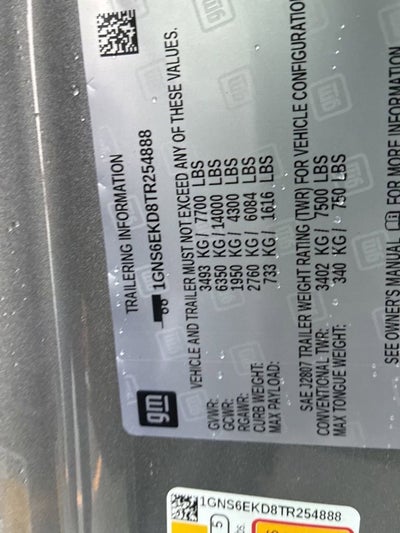 TRAILERING INFORMATION
1GNS6EKD8TR254888
gm
VEHICLE AND TRAILER MUST NOT EXCEED ANY OF THESE VALUES.
GVWR: 3493 KG / 7700 LBS
GCWR: 6350 KG / 14000 LBS
RGAWR: 1950 KG / 4300 LBS
CURB WEIGHT: 2760 KG / 6084 LBS
MAX PAYLOAD: 733 KG / 1616 LBS
SAE J2807 TRAILER WEIGHT RATING (TWR) FOR VEHICLE CONFIGURATIO
CONVENTIONAL TWR: 3402 KG / 7500 LBS
MAX TONGUE WEIGHT: 340 KG / 750 LBS
SEE OWNER'S MANUAL FOR MORE INFORMATION
1GNS6EKD8TR254888
5